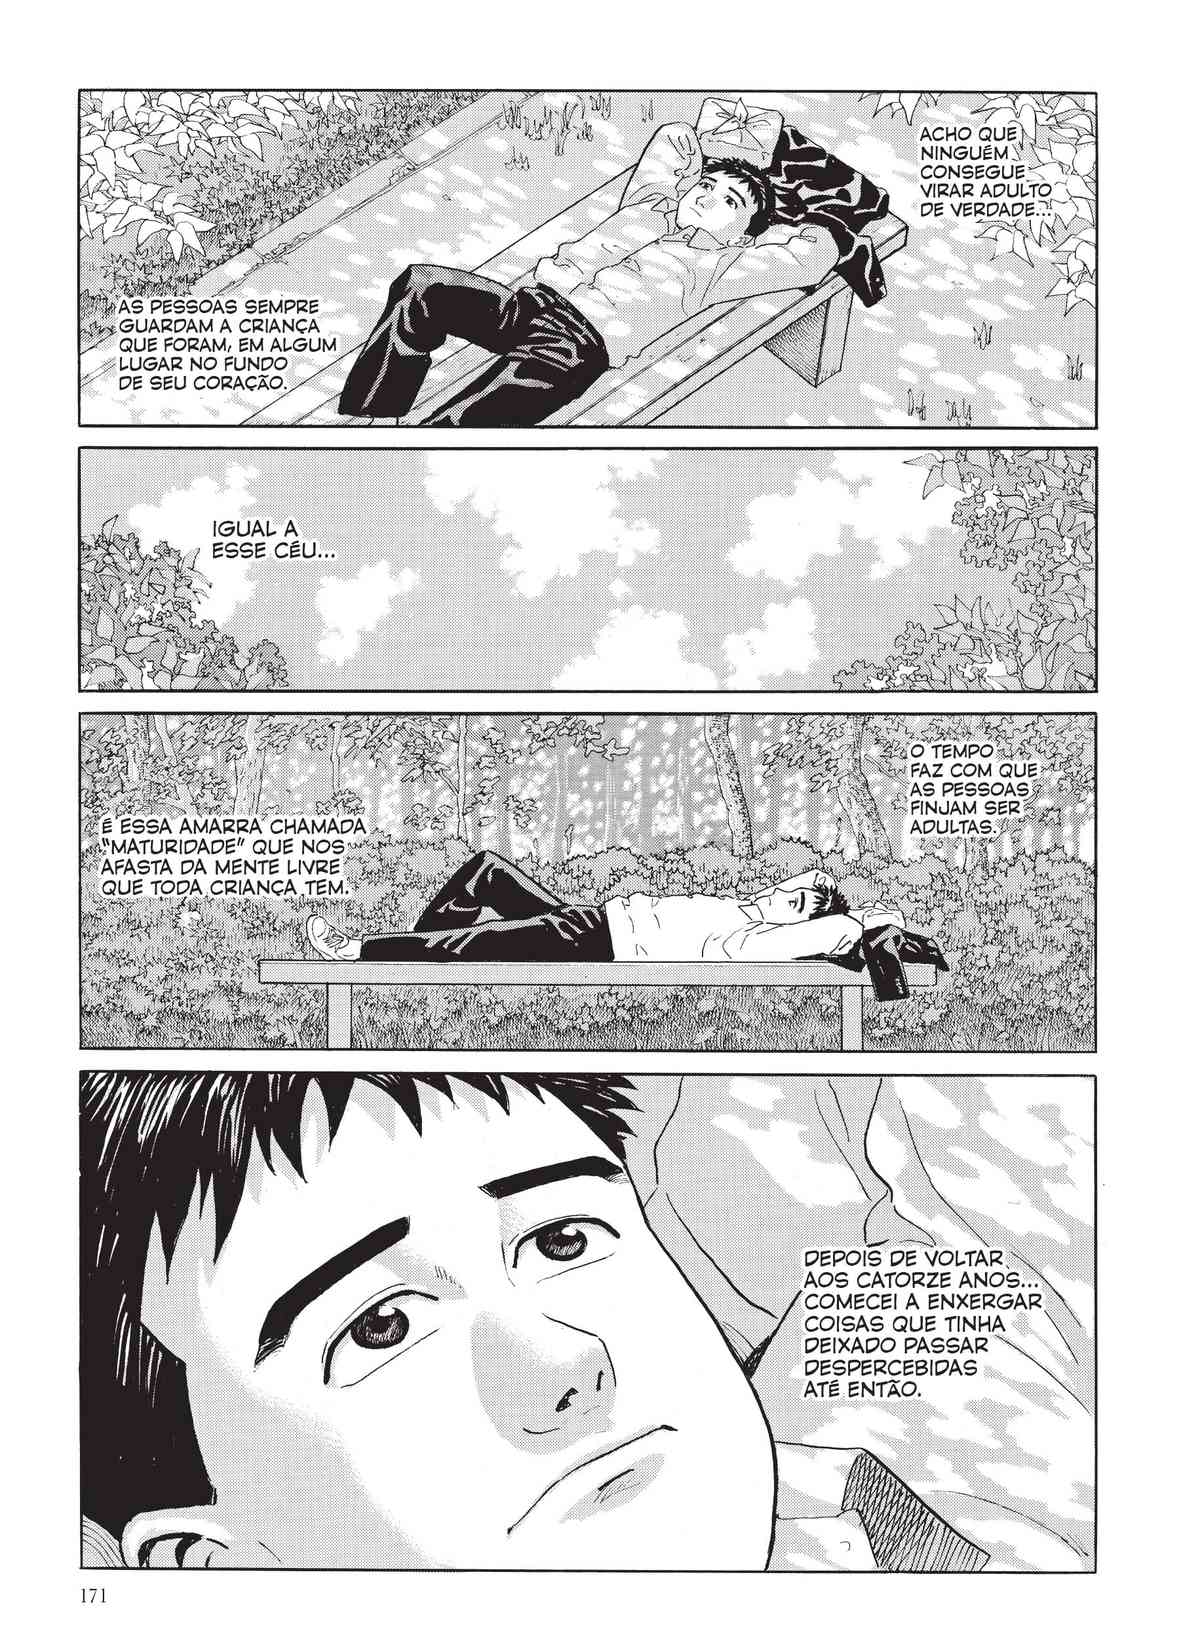 ACHO QUE
NINGUÉM
CONSEGUE
VIRAR ADULTO
DE VERDADE...
AS PESSOAS SEMPRE
GUARDAM A CRIANÇA
QUE FORAM, EM ALGUM
LUGAR NO FUNDO
DE SEU CORAÇÃO.
IGUAL A
ESSE CÉU...
O TEMPO
FAZ COM QUE
AS PESSOAS
FINJAM SER
ADULTAS.
É ESSA AMARRA CHAMADA
“MATURIDADE” QUE NOS
AFASTA DA MENTE LIVRE
QUE TODA CRIANÇA TEM.
DEPOIS DE VOLTAR
AOS CATORZE ANOS...
COMECEI A ENXERGAR
COISAS QUE TINHA
DEIXADO PASSAR
DESPERCEBIDAS
ATÉ ENTÃO.
171